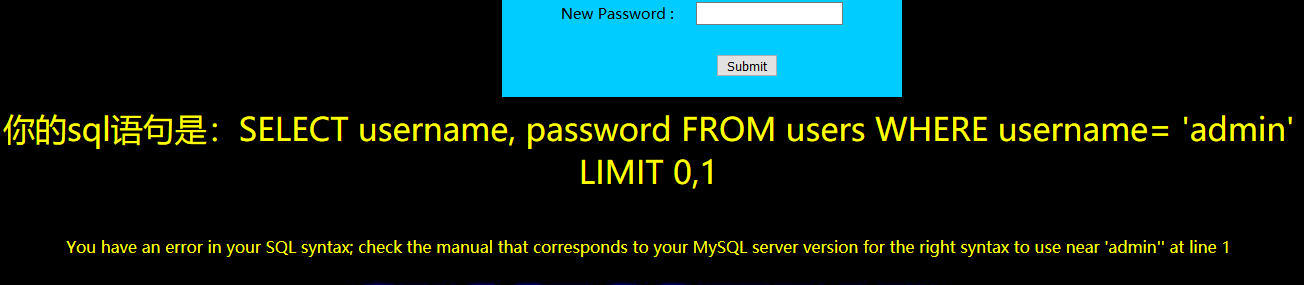 New Password :
Submit
你的sql语句是：SELECT username, password FROM users WHERE username= 'admin'
LIMIT 0,1
You have an error in your SQL syntax; check the manual that corresponds to your MySQL server version for the right syntax to use near 'admin'' at line 1